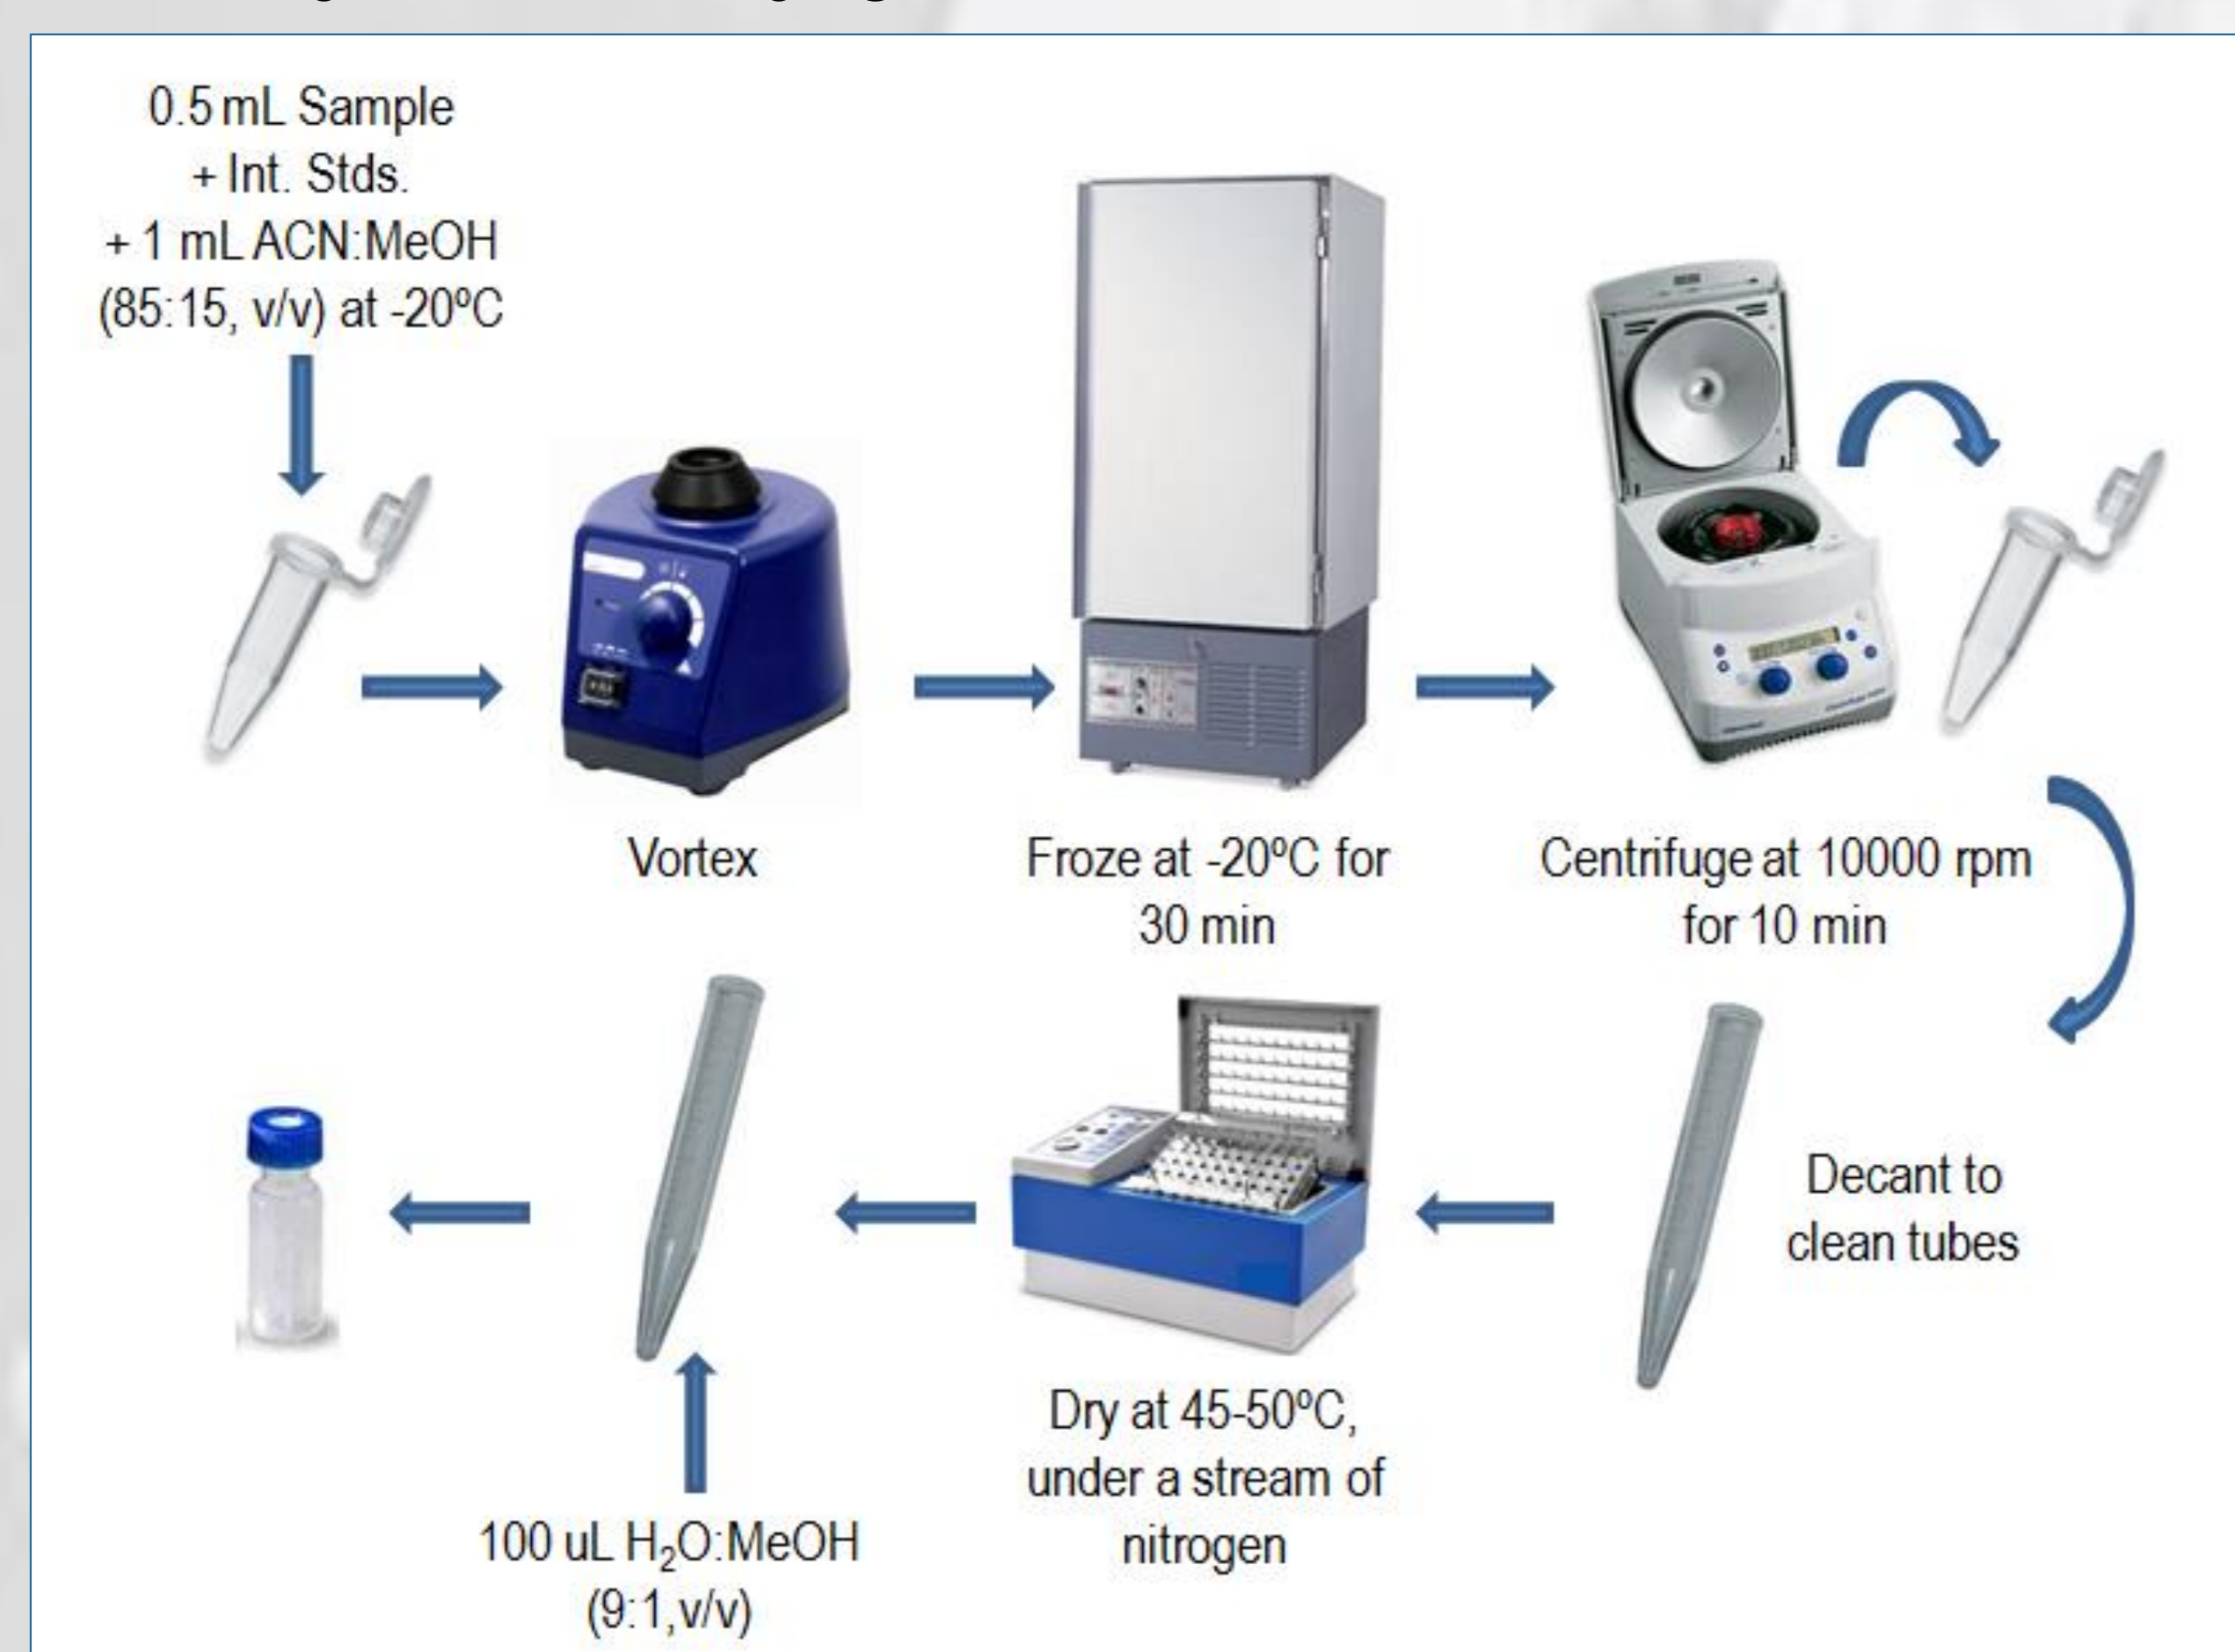 0.5 mL Sample
+ Int. Stds.
+ 1 mL ACN:MeOH
(85:15, v/v) at -20ºC
Vortex
Froze at -20ºC for
30 min
Centrifuge at 10000 rpm
for 10 min
Decant to
clean tubes
Dry at 45-50ºC,
under a stream of
nitrogen
100 uL H₂O:MeOH
(9:1,v/v)